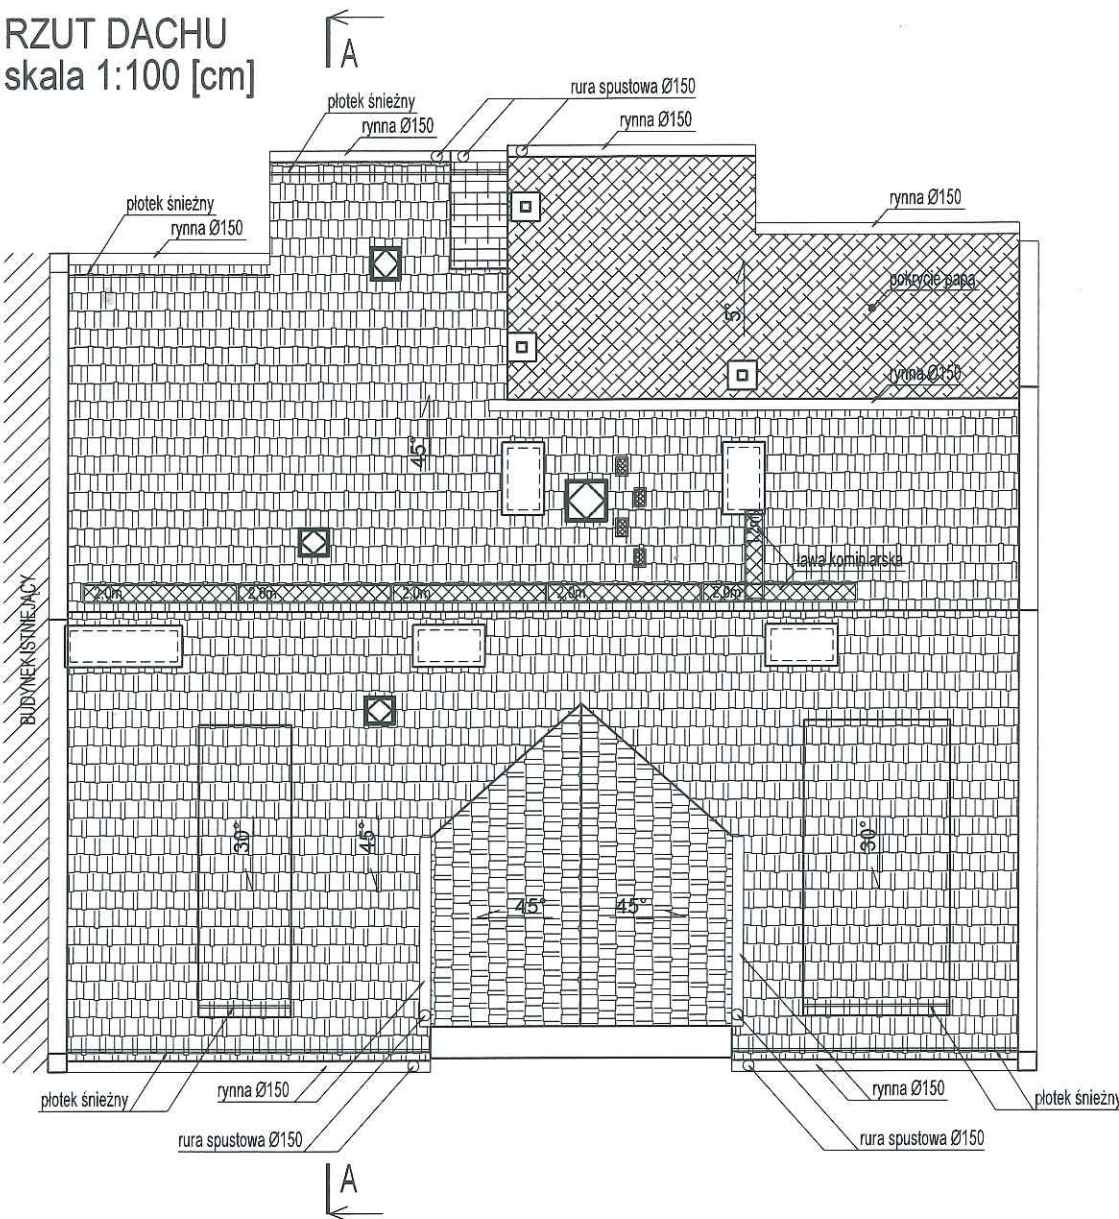 RZUT DACHU
skala 1:100 [cm]
A
płotek śnieżny
rynna Ø150
rura spustowa Ø150
rynna Ø150
płotek śnieżny
rynna Ø150
rynna Ø150
pokrycie papą
5°
rynna Ø150
45°
ława kominiarska
2.0m
2.0m
2.0m
2.0m
2.0m
BUDYNEK ISTNIEJĄCY
30°
45°
30°
45°
45°
płotek śnieżny
rynna Ø150
rynna Ø150
płotek śnieżny
rura spustowa Ø150
rura spustowa Ø150
A